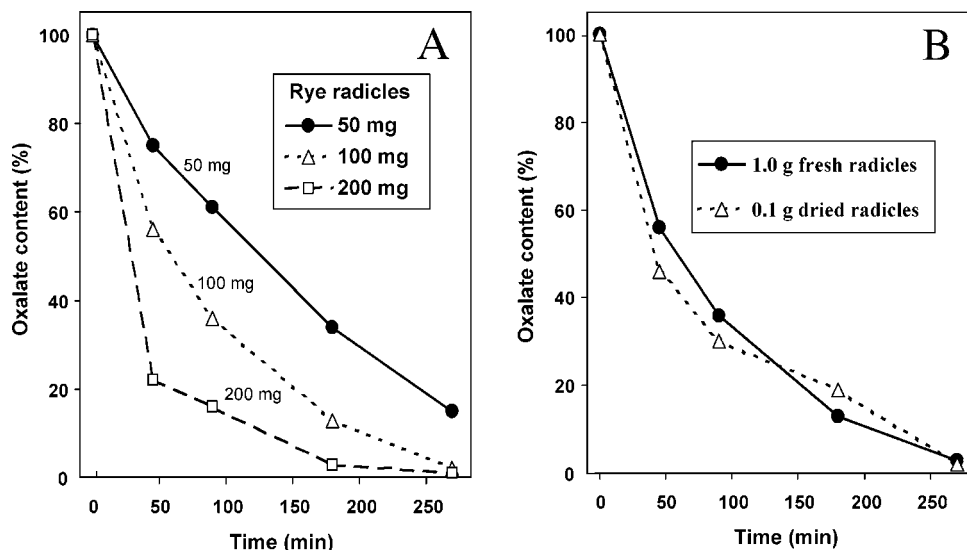 A
100
80
60
40
20
0
Oxalate content (%)
Rye radicles
50 mg
100 mg
200 mg
50 mg
100 mg
200 mg
0 50 100 150 200 250
Time (min)
B
100
80
60
40
20
0
Oxalate content (%)
1.0 g fresh radicles
0.1 g dried radicles
0 50 100 150 200 250
Time (min)